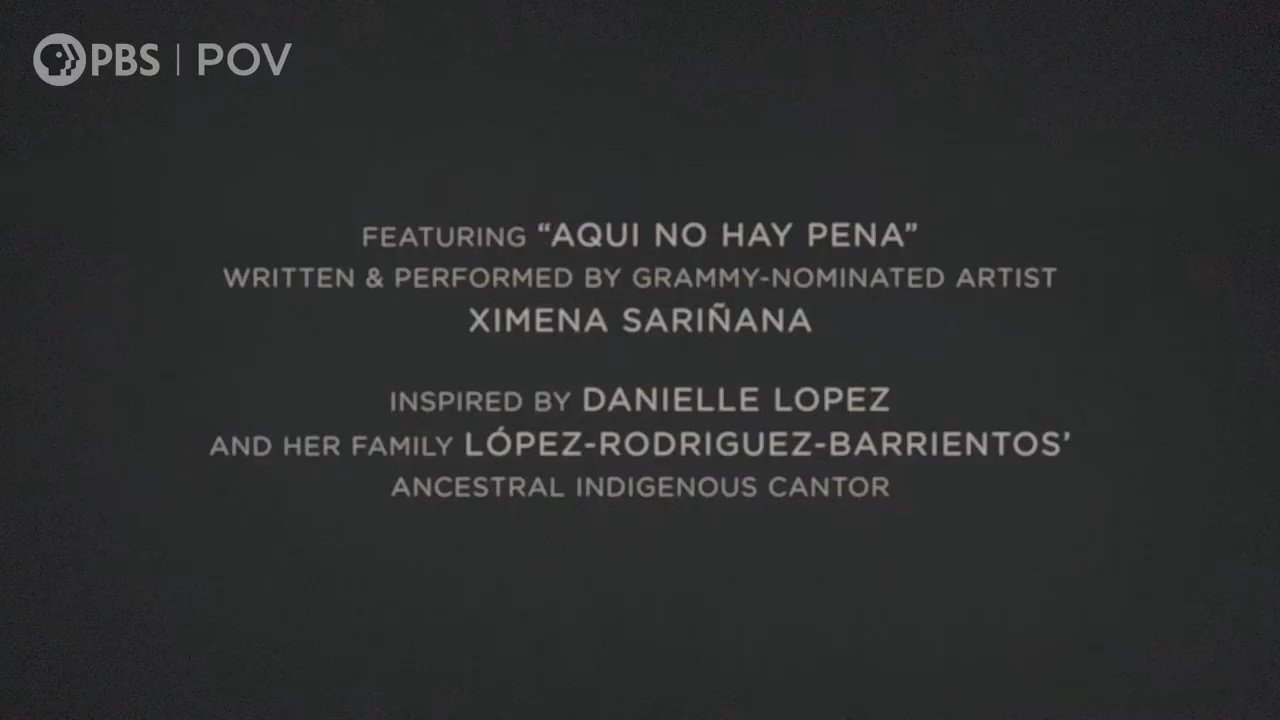 PBS | POV
FEATURING “AQUI NO HAY PENA”
WRITTEN & PERFORMED BY GRAMMY-NOMINATED ARTIST
XIMENA SARIÑANA
INSPIRED BY DANIELLE LOPEZ
AND HER FAMILY LÓPEZ-RODRIGUEZ-BARRIENTOS’
ANCESTRAL INDIGENOUS CANTOR